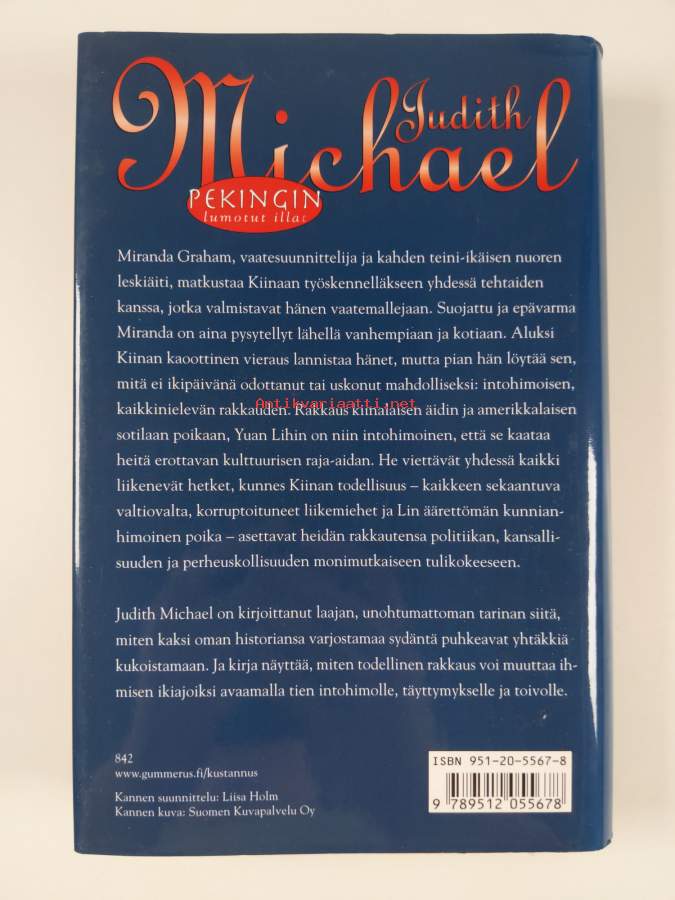 Judith
Michael
PEKINGIN
lumotut illat
Miranda Graham, vaatesuunnittelija ja kahden teini-ikäisen nuoren
leskiäiti, matkustaa Kiinaan työskennelläkseen yhdessä tehtaiden
kanssa, jotka valmistavat hänen vaatemallejaan. Suojattu ja epävarma
Miranda on aina pysytellyt lähellä vanhempiaan ja kotiaan. Aluksi
Kiinan kaoottinen vieraus lannistaa hänet, mutta pian hän löytää sen,
mitä ei ikipäivänä odottanut tai uskonut mahdolliseksi: intohimoisen,
kaikkinielevän rakkauden. Rakkaus kiinalaisen äidin ja amerikkalaisen
Antikvariaatti.net
sotilaan poikaan, Yuan Lihin on niin intohimoinen, että se kaataa
heitä erottavan kulttuurisen raja-aidan. He viettävät yhdessä kaikki
liikenevät hetket, kunnes Kiinan todellisuus – kaikkeen sekaantuva
valtiovalta, korruptoituneet liikemiehet ja Lin äärettömän kunnian-
himoinen poika – asettavat heidän rakkautensa politiikan, kansalli-
suuden ja perheuskollisuuden monimutkaiseen tulikokeeseen.
Judith Michael on kirjoittanut laajan, unohtumattoman tarinan siitä,
miten kaksi oman historiansa varjostamaa sydäntä puhkeavat yhtäkkiä
kukoistamaan. Ja kirja näyttää, miten todellinen rakkaus voi muuttaa ih-
misen ikiajoiksi avaamalla tien intohimolle, täyttymykselle ja toivolle.
842
www.gummerus.fi/kustannus
Kannen suunnittelu: Liisa Holm
Kannen kuva: Suomen Kuvapalvelu Oy
ISBN 951-20-5567-8
9 789512 055678